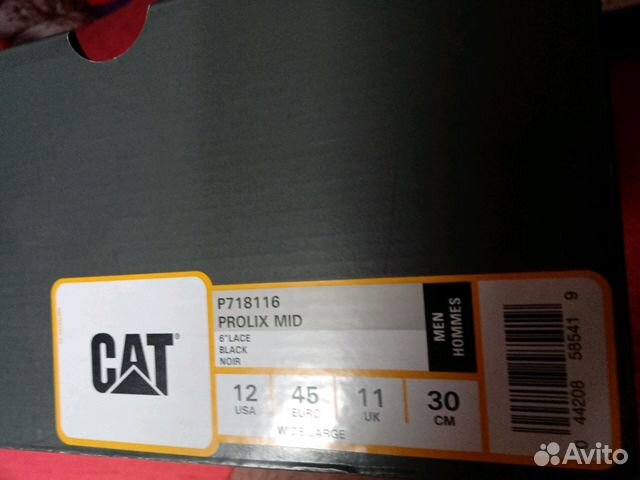 CAT
P718116
PROLIX MID
6"LACE
BLACK
NOIR
MEN
HOMMES
12 45 11 30
USA EURO UK CM
WIDE LARGE
0 44208 58541 9
Avito